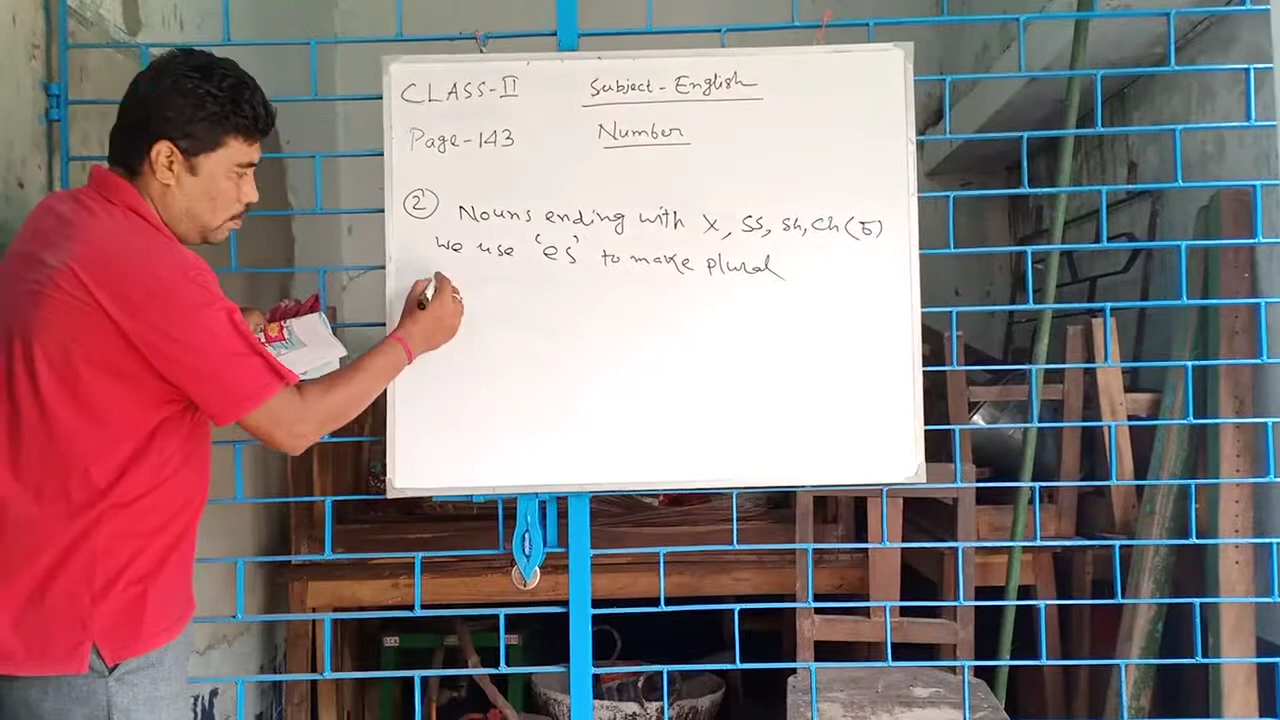 CLASS-II Subject-English
Page-143 Number
② Nouns ending with x, ss, sh, ch (চ)
we use 'es' to make plural